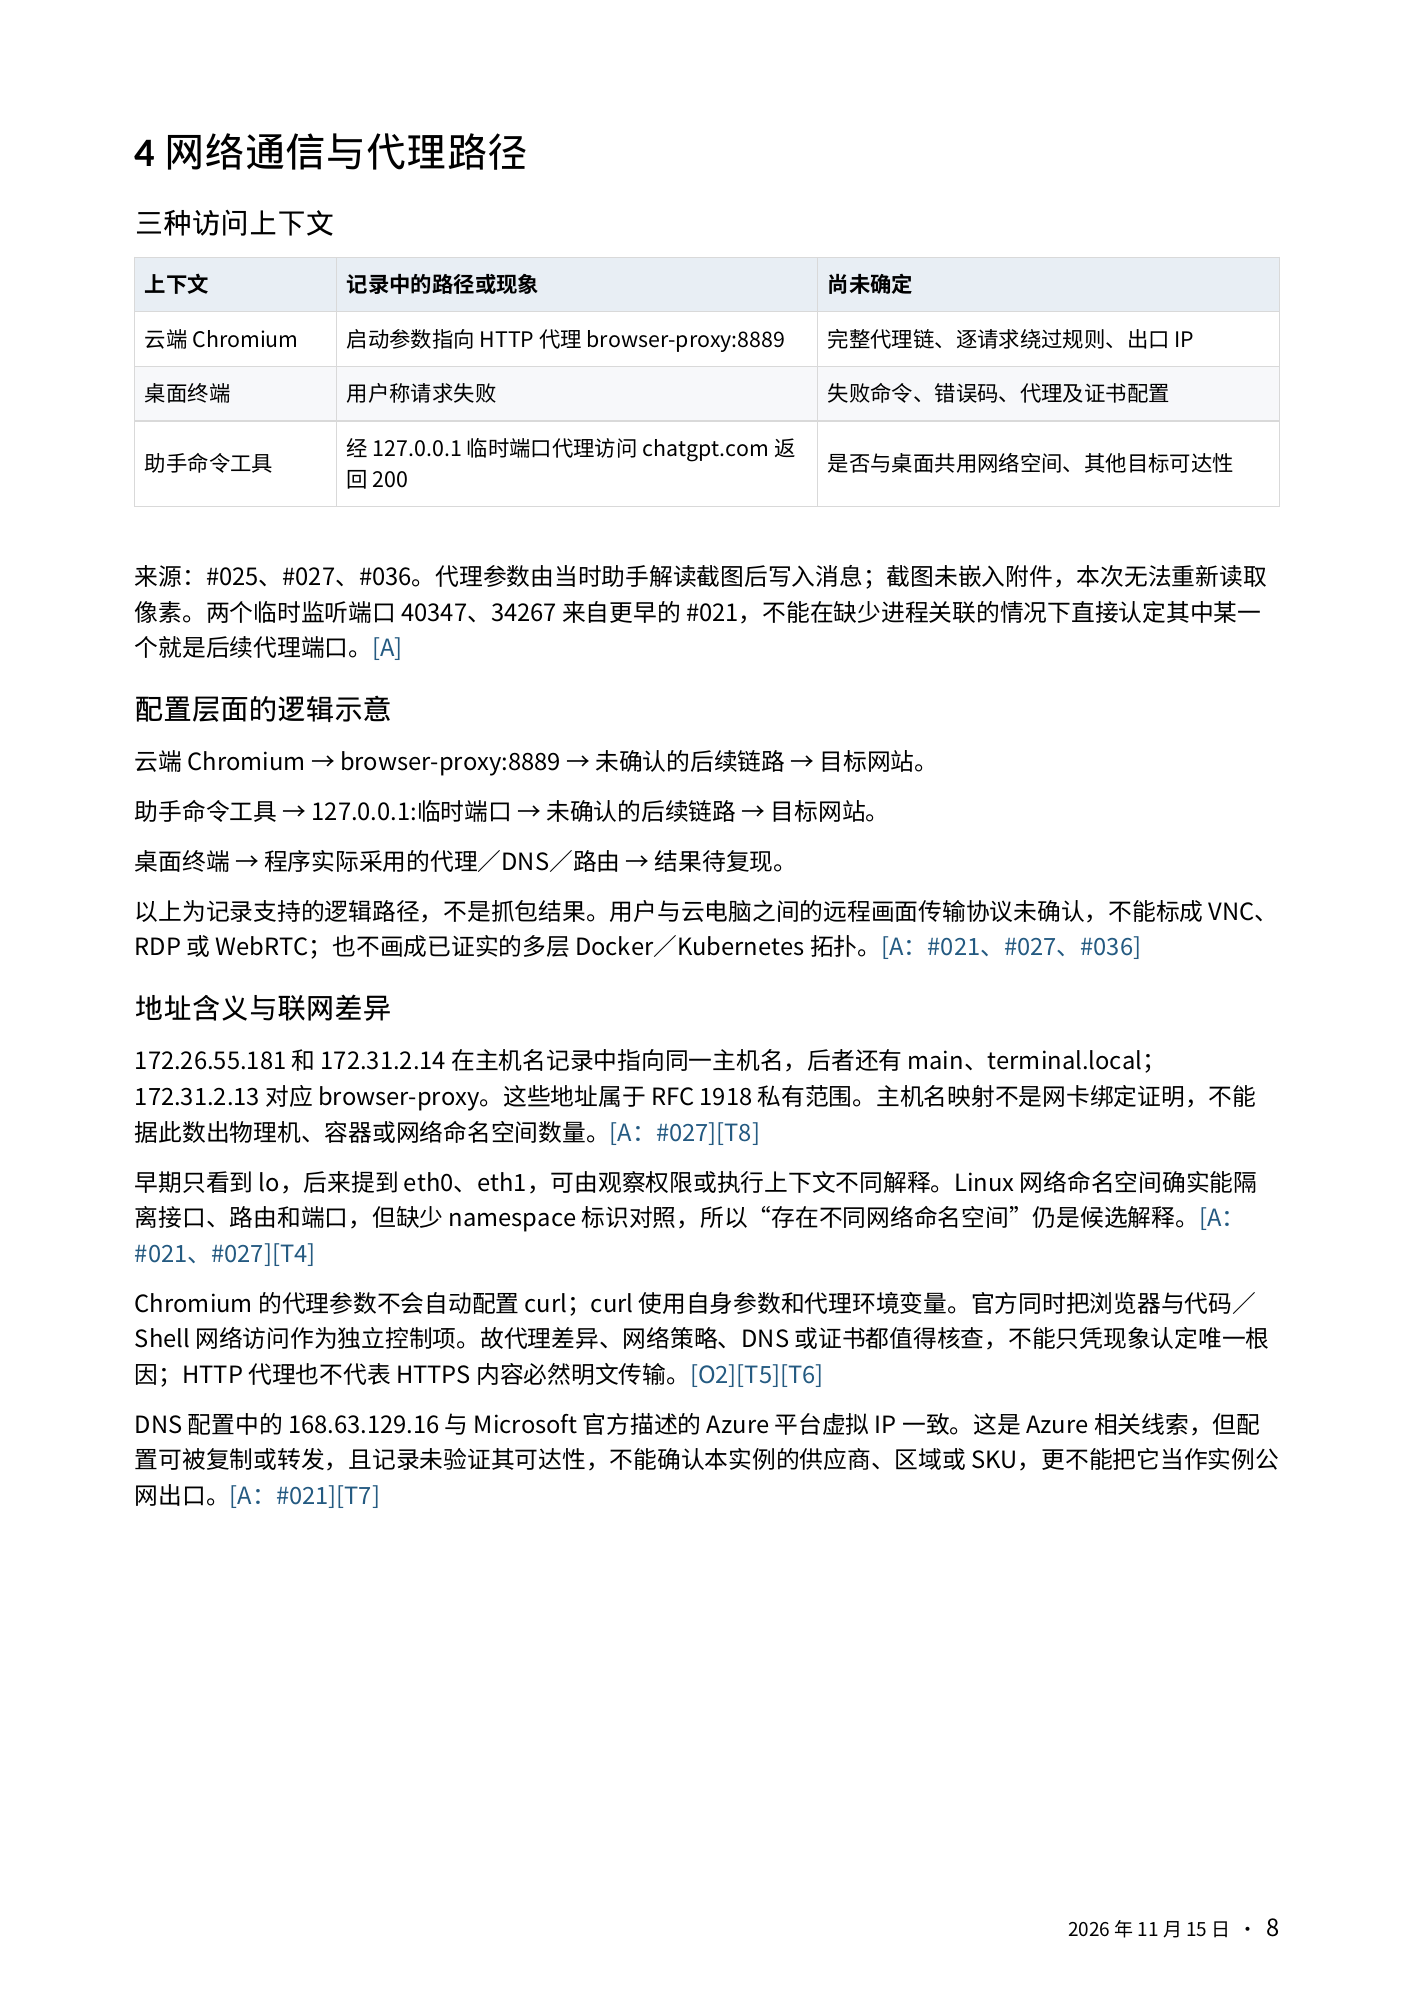 4 网络通信与代理路径
三种访问上下文
上下文 记录中的路径或现象 尚未确定
云端 Chromium 启动参数指向 HTTP 代理 browser-proxy:8889 完整代理链、逐请求绕过规则、出口 IP
桌面终端 用户称请求失败 失败命令、错误码、代理及证书配置
助手命令工具 经 127.0.0.1 临时端口代理访问 chatgpt.com 返
回 200 是否与桌面共用网络空间、其他目标可达性
来源：#025、#027、#036。代理参数由当时助手解读截图后写入消息；截图未嵌入附件，本次无法重新读取
像素。两个临时监听端口 40347、34267 来自更早的 #021，不能在缺少进程关联的情况下直接认定其中某一
个就是后续代理端口。[A]
配置层面的逻辑示意
云端 Chromium → browser-proxy:8889 → 未确认的后续链路 → 目标网站。
助手命令工具 → 127.0.0.1:临时端口 → 未确认的后续链路 → 目标网站。
桌面终端 → 程序实际采用的代理／DNS／路由 → 结果待复现。
以上为记录支持的逻辑路径，不是抓包结果。用户与云电脑之间的远程画面传输协议未确认，不能标成 VNC、
RDP 或 WebRTC；也不画成已证实的多层 Docker／Kubernetes 拓扑。[A：#021、#027、#036]
地址含义与联网差异
172.26.55.181 和 172.31.2.14 在主机名记录中指向同一主机名，后者还有 main、terminal.local；
172.31.2.13 对应 browser-proxy。这些地址属于 RFC 1918 私有范围。主机名映射不是网卡绑定证明，不能
据此数出物理机、容器或网络命名空间数量。[A：#027][T8]
早期只看到 lo，后来提到 eth0、eth1，可由观察权限或执行上下文不同解释。Linux 网络命名空间确实能隔
离接口、路由和端口，但缺少 namespace 标识对照，所以“存在不同网络命名空间”仍是候选解释。[A：
#021、#027][T4]
Chromium 的代理参数不会自动配置 curl；curl 使用自身参数和代理环境变量。官方同时把浏览器与代码／
Shell 网络访问作为独立控制项。故代理差异、网络策略、DNS 或证书都值得核查，不能只凭现象认定唯一根
因；HTTP 代理也不代表 HTTPS 内容必然明文传输。[O2][T5][T6]
DNS 配置中的 168.63.129.16 与 Microsoft 官方描述的 Azure 平台虚拟 IP 一致。这是 Azure 相关线索，但配
置可被复制或转发，且记录未验证其可达性，不能确认本实例的供应商、区域或 SKU，更不能把它当作实例公
网出口。[A：#021][T7]
2026 年 11 月 15 日 · 8